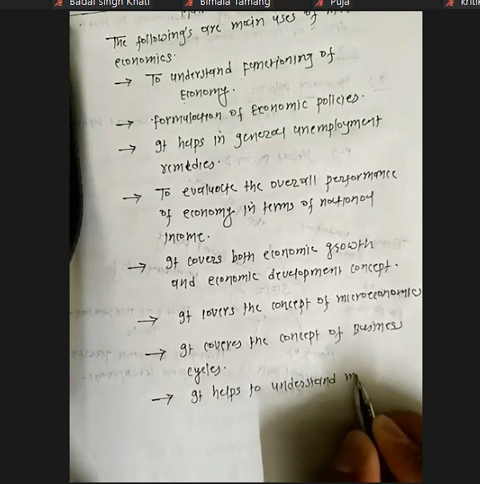 Badal Singh Khati
Bimala Tamang
Puja
The following's are main uses of
economics.
→ To understand functioning of
Economy.
→ formulation of Economic policies.
→ It helps in general unemployment
remedies.
→ To evaluate the overall performance
of economy in terms of national
income.
→ It covers both economic growth
and economic development concept.
→ It covers the concept of microeconomics
→ It covers the concept of Business
cycles.
→ It helps to understand m